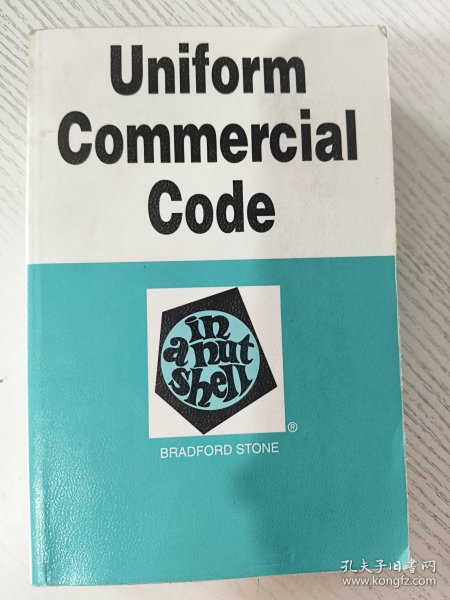 Uniform
Commercial
Code
in
a nut
shell
®
BRADFORD STONE
孔夫子旧书网
www.kongfz.com